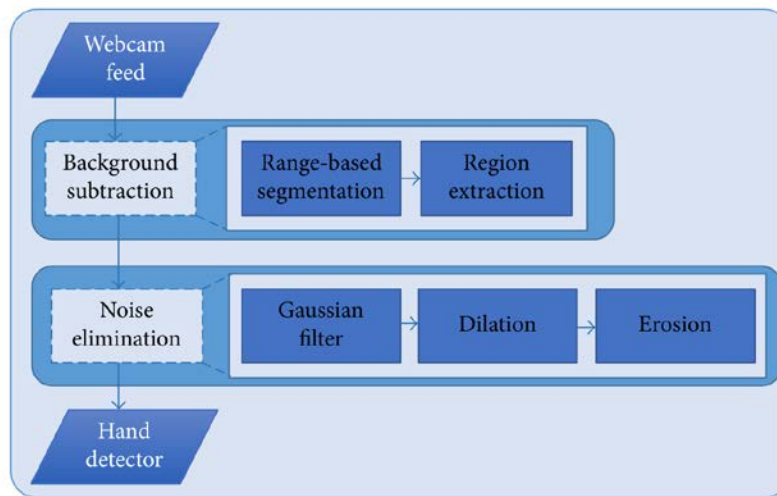 Webcam
feed
Background
subtraction
Range-based
segmentation
Region
extraction
Noise
elimination
Gaussian
filter
Dilation
Erosion
Hand
detector